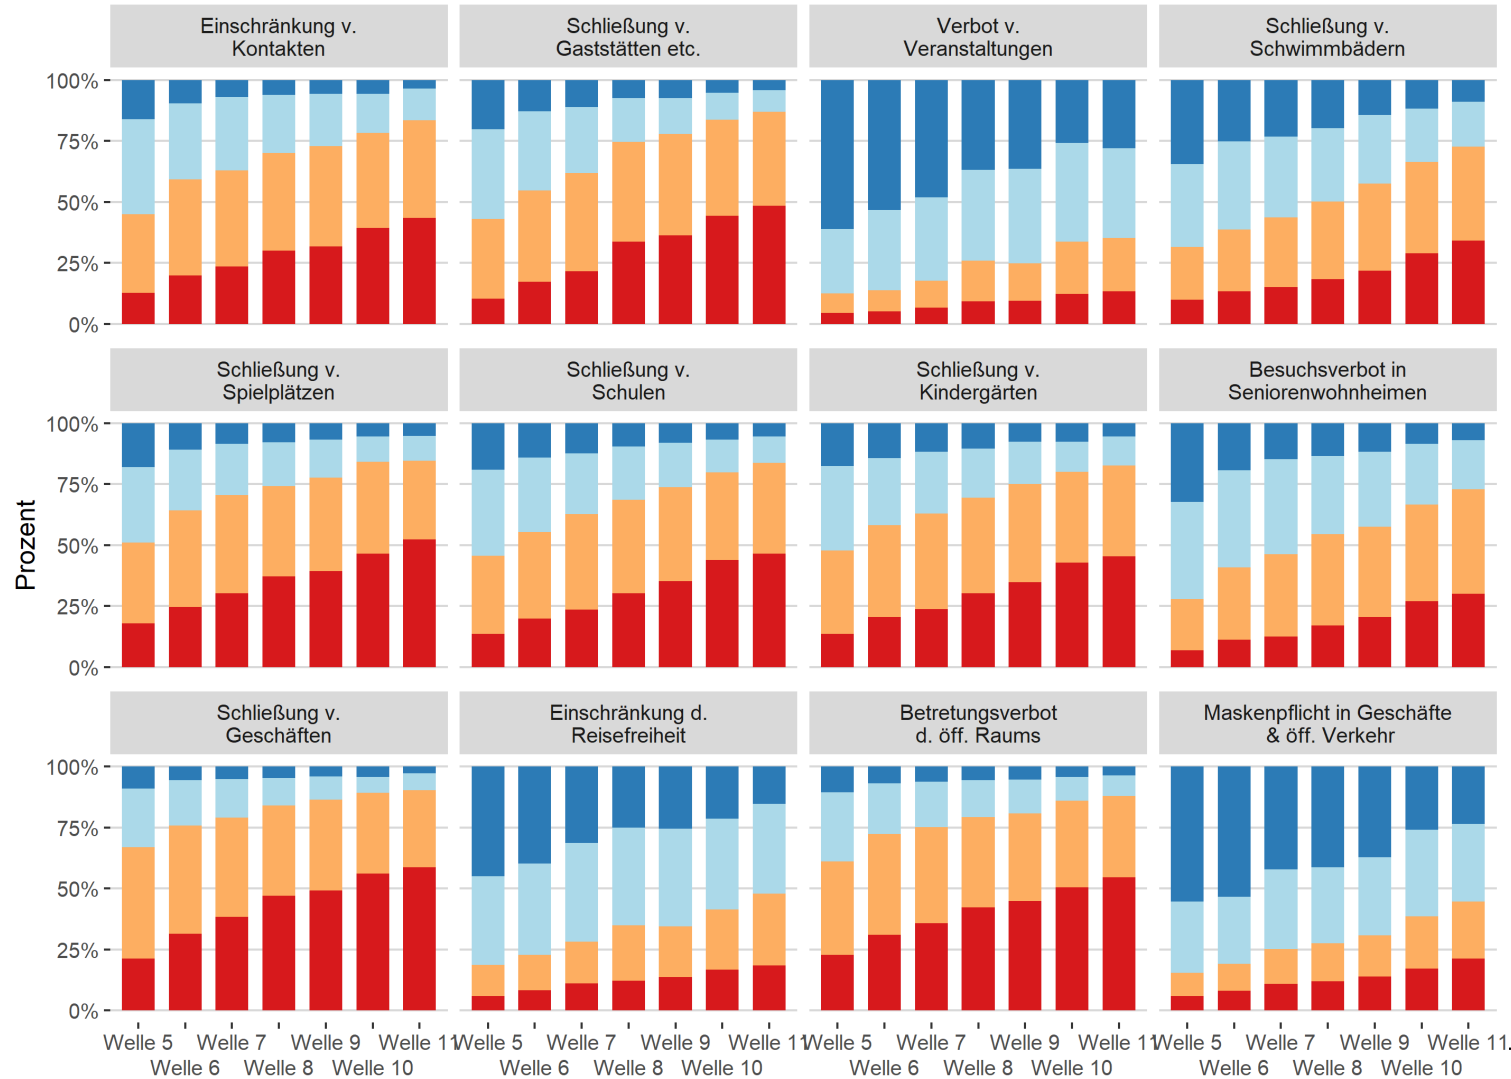 Einschränkung v.
Kontakten
Schließung v.
Gaststätten etc.
Verbot v.
Veranstaltungen
Schließung v.
Schwimmbädern
100%
75%
50%
25%
0%
Schließung v.
Spielplätzen
Schließung v.
Schulen
Schließung v.
Kindergärten
Besuchsverbot in
Seniorenwohnheimen
100%
75%
50%
25%
0%
Prozent
Schließung v.
Geschäften
Einschränkung d.
Reisefreiheit
Betretungsverbot
d. öff. Raums
Maskenpflicht in Geschäfte
& öff. Verkehr
100%
75%
50%
25%
0%
Welle 5 Welle 7 Welle 9 Welle 11
Welle 6 Welle 8 Welle 10
Welle 5 Welle 7 Welle 9 Welle 11
Welle 6 Welle 8 Welle 10
Welle 5 Welle 7 Welle 9 Welle 11
Welle 6 Welle 8 Welle 10
Welle 5 Welle 7 Welle 9 Welle 11.
Welle 6 Welle 8 Welle 10